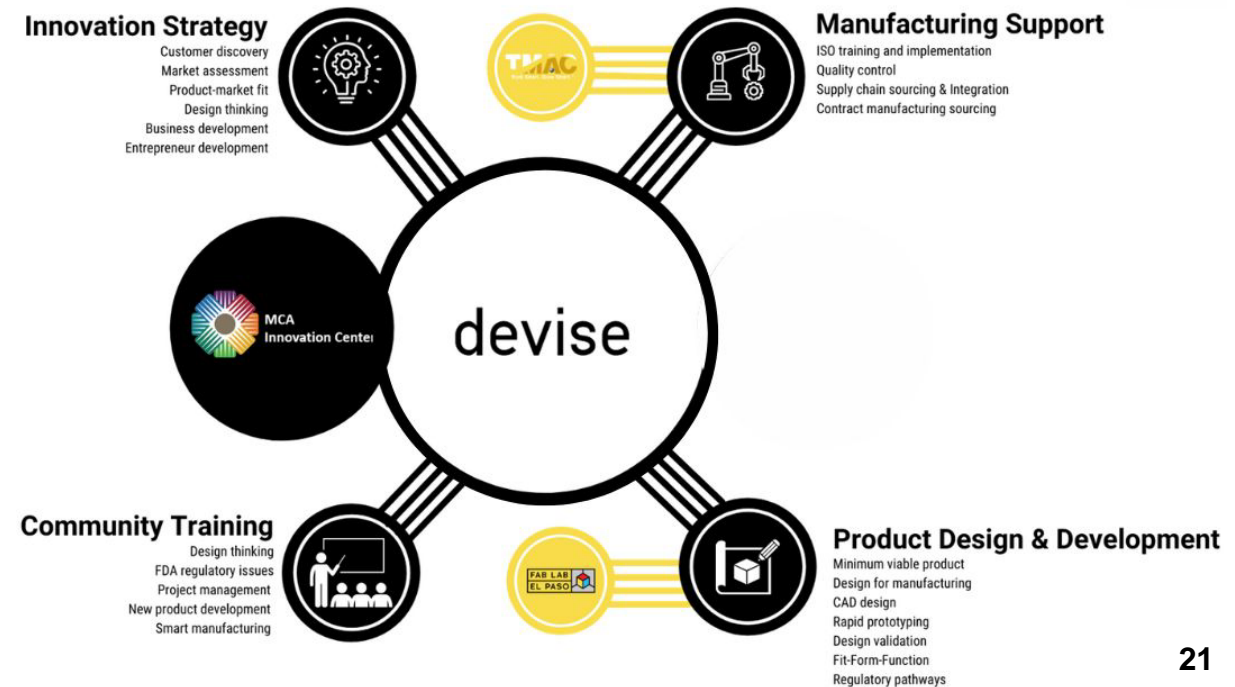 Innovation Strategy
Customer discovery
Market assessment
Product-market fit
Design thinking
Business development
Entrepreneur development
TMAC
Manufacturing Support
ISO training and implementation
Quality control
Supply chain sourcing & Integration
Contract manufacturing sourcing
MCA
Innovation Center
devise
Community Training
Design thinking
FDA regulatory issues
Project management
New product development
Smart manufacturing
FAB LAB
EL PASO
Product Design & Development
Minimum viable product
Design for manufacturing
CAD design
Rapid prototyping
Design validation
Fit-Form-Function
Regulatory pathways
21